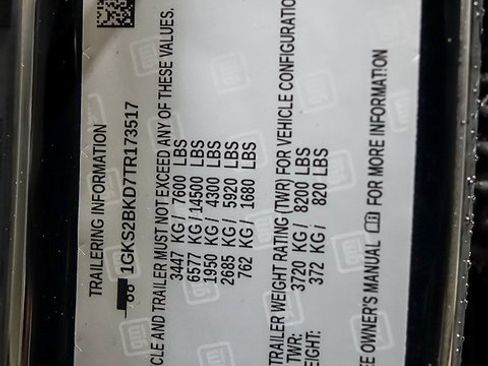 TRAILERING INFORMATION
1GKS2BKD7TR173517
CLE AND TRAILER MUST NOT EXCEED ANY OF THESE VALUES.
3447 KG/ 7600 LBS
6577 KG/14500 LBS
1950 KG/ 4300 LBS
2685 KG/ 5920 LBS
762 KG/ 1680 LBS
TRAILER WEIGHT RATING (TWR) FOR VEHICLE CONFIGURATIO
TWR: 3720 KG/ 8200 LBS
EIGHT: 372 KG/ 820 LBS
EE OWNER'S MANUAL FOR MORE INFORMATION
gm